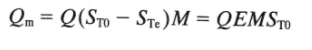 Qm = Q(ST0 − STe)M = QEMST0